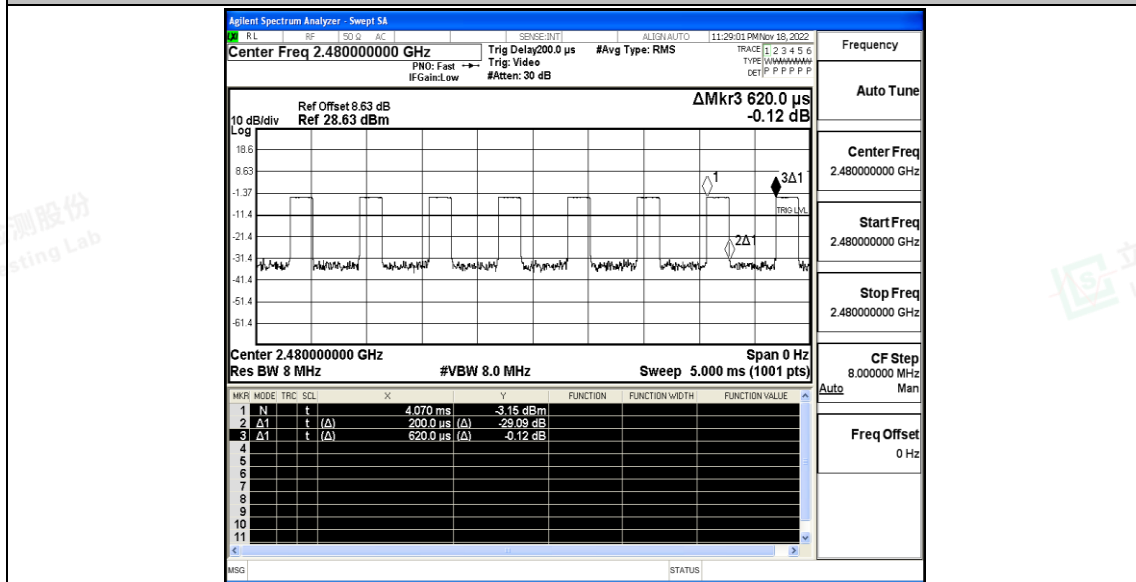 Agilent Spectrum Analyzer - Swept SA
RL RF 50 Ω AC SENSE:INT ALIGN AUTO 11:29:01 PM Nov 18, 2022
Center Freq 2.480000000 GHz
PNO: Fast
IFGain:Low
Trig Delay200.0 µs
Trig: Video
#Atten: 30 dB
#Avg Type: RMS
TRACE 1 2 3 4 5 6
TYPE WWWWWW
DET P P P P P P
Ref Offset 8.63 dB
10 dB/div Ref 28.63 dBm
Log
ΔMkr3 620.0 µs
-0.12 dB
18.6
8.63
-1.37
-11.4
-21.4
-31.4
-41.4
-51.4
-61.4
1
3Δ1
TRIG LVL
2Δ1
Center 2.480000000 GHz Span 0 Hz
Res BW 8 MHz #VBW 8.0 MHz Sweep 5.000 ms (1001 pts)
MKR MODE TRC SCL X Y FUNCTION FUNCTION WIDTH FUNCTION VALUE
1 N t 4.070 ms -3.15 dBm
2 Δ1 t (Δ) 200.0 µs (Δ) -29.09 dB
3 Δ1 t (Δ) 620.0 µs (Δ) -0.12 dB
4
5
6
7
8
9
10
11
MSG STATUS
Frequency
Auto Tune
Center Freq
2.480000000 GHz
Start Freq
2.480000000 GHz
Stop Freq
2.480000000 GHz
CF Step
8.000000 MHz
Auto Man
Freq Offset
0 Hz
测股份
esting Lab
立